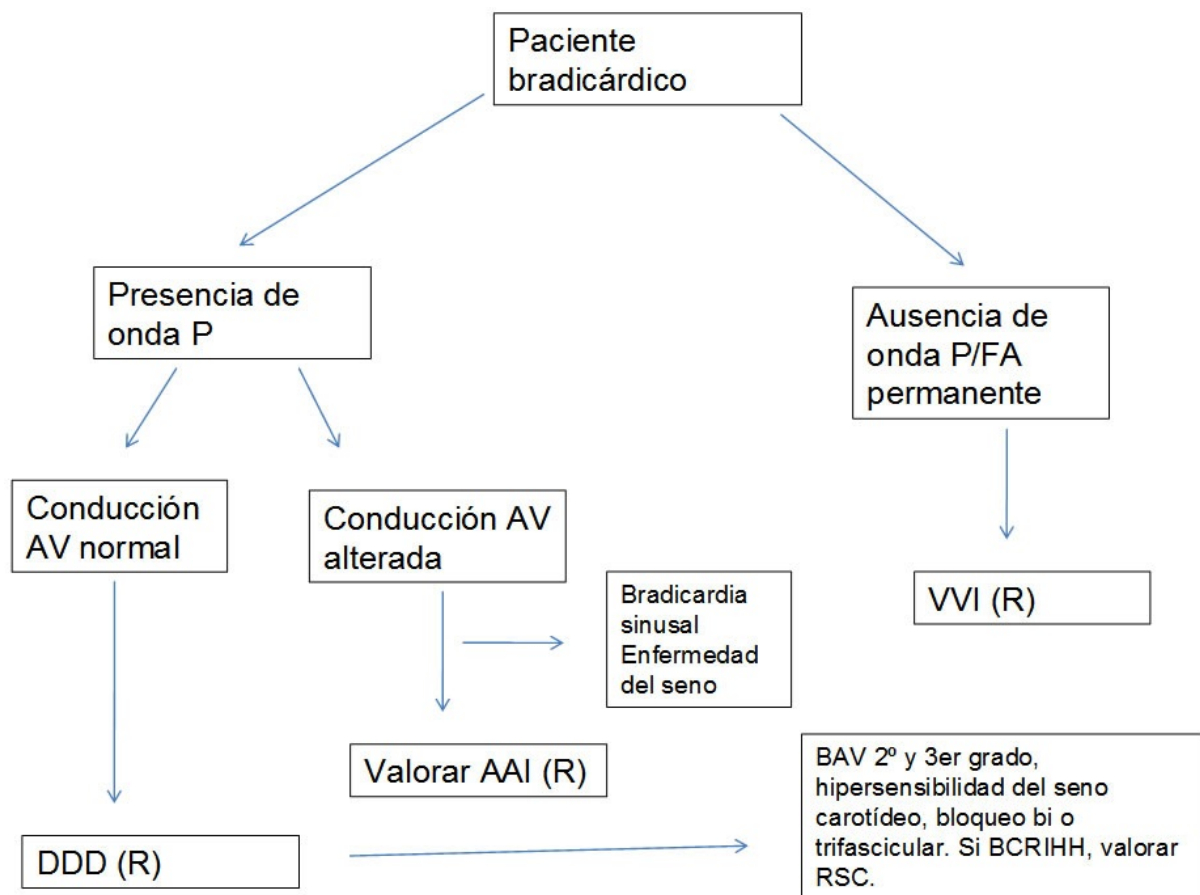 Paciente
bradicárdico
Presencia de
onda P
Ausencia de
onda P/FA
permanente
Conducción
AV normal
Conducción AV
alterada
Bradicardia
sinusal
Enfermedad
del seno
VVI (R)
Valorar AAI (R)
BAV 2º y 3er grado,
hipersensibilidad del seno
carotídeo, bloqueo bi o
trifascicular. Si BCRIHH, valorar
RSC.
DDD (R)